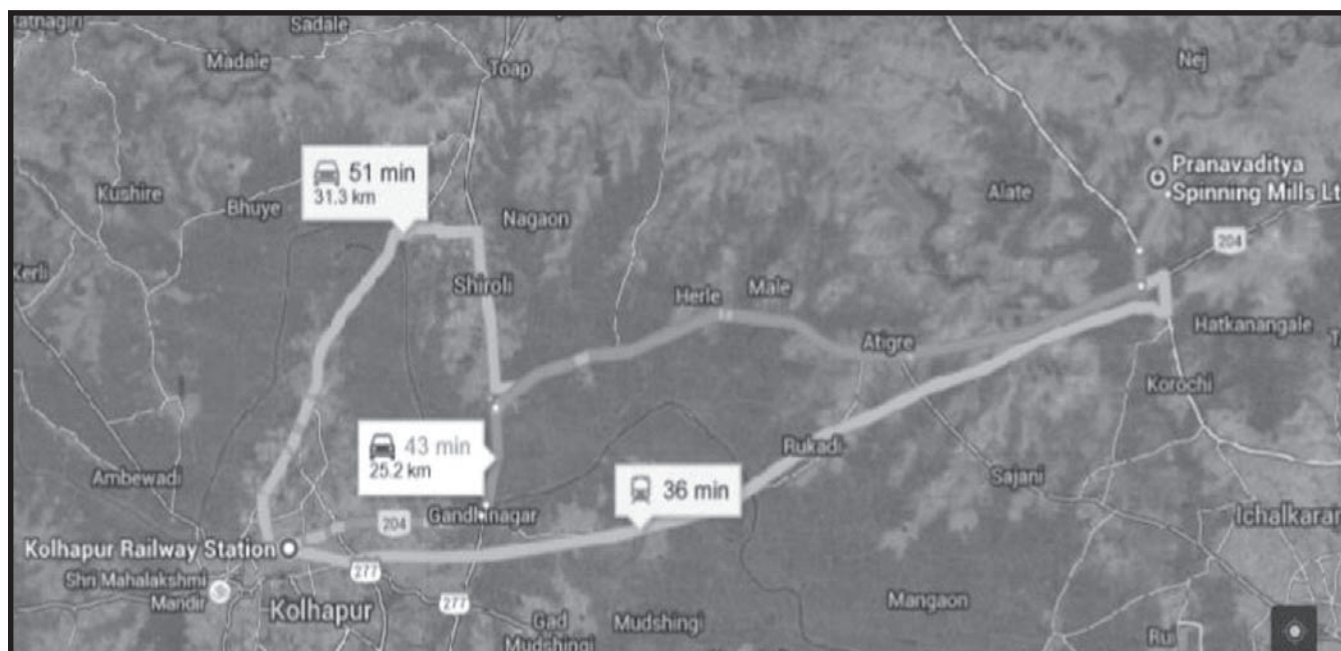 atnagiri
Sadale
Madale
Toap
Nej
51 min
31.3 km
Pranavaditya
Spinning Mills Lt
Kushire
Bhuye
Nagaon
Alate
204
Kerli
Shiroli
Herle
Male
Hatkanangale
Atigre
Korochi
43 min
25.2 km
Rukadi
Ambewadi
36 min
Sajani
204
Gandhinagar
Ichalkaran
Kolhapur Railway Station
277
Shri Mahalakshmi
Mandir
Kolhapur
277
Mangaon
Gad
Mudshingi
Mudshingi
Rui